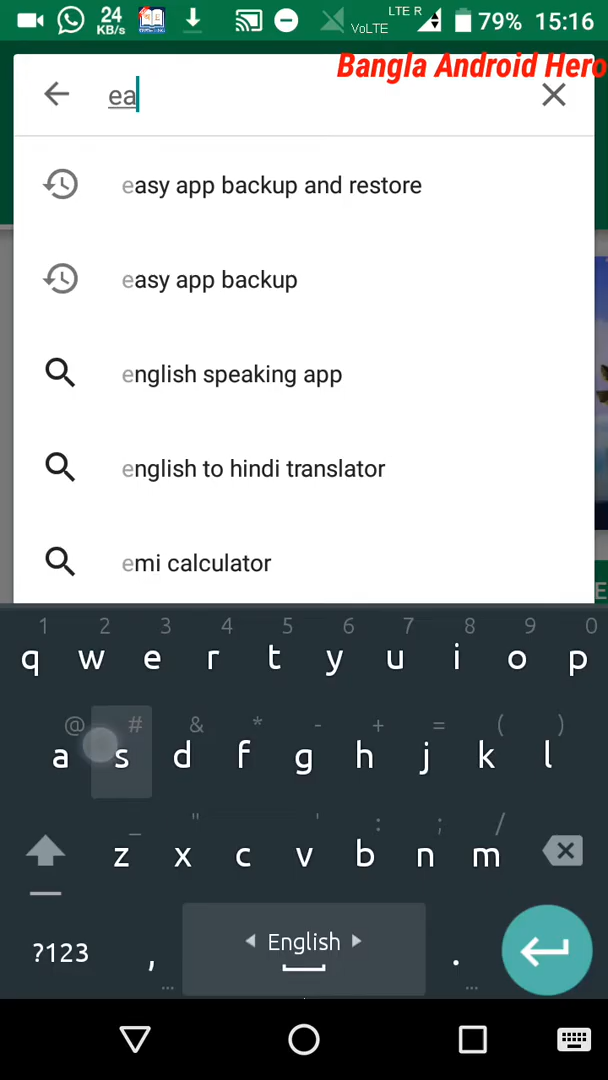 24 KB/s VoLTE LTE R 79% 15:16
Bangla Android Hero
ea
easy app backup and restore
easy app backup
english speaking app
english to hindi translator
emi calculator
E
1 2 3 4 5 6 7 8 9 0
q w e r t y u i o p
@ # & * - + = ( )
a s d f g h j k l
_ " ' : ; /
z x c v b n m
?123 , English .